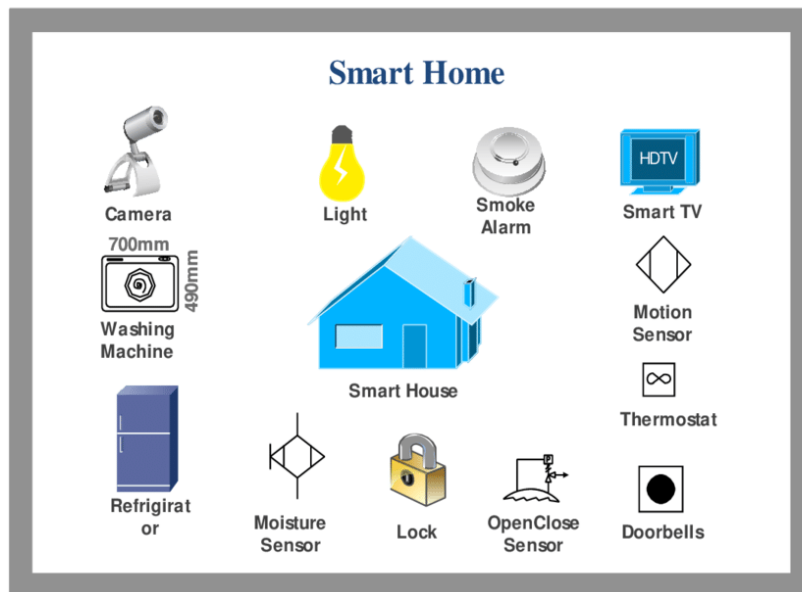 Smart Home
HDTV
Camera
Light
Smoke
Alarm
Smart TV
700mm
490mm
Washing
Machine
Motion
Sensor
Smart House
Thermostat
Refrigirat
or
Moisture
Sensor
Lock
P
OpenClose
Sensor
Doorbells